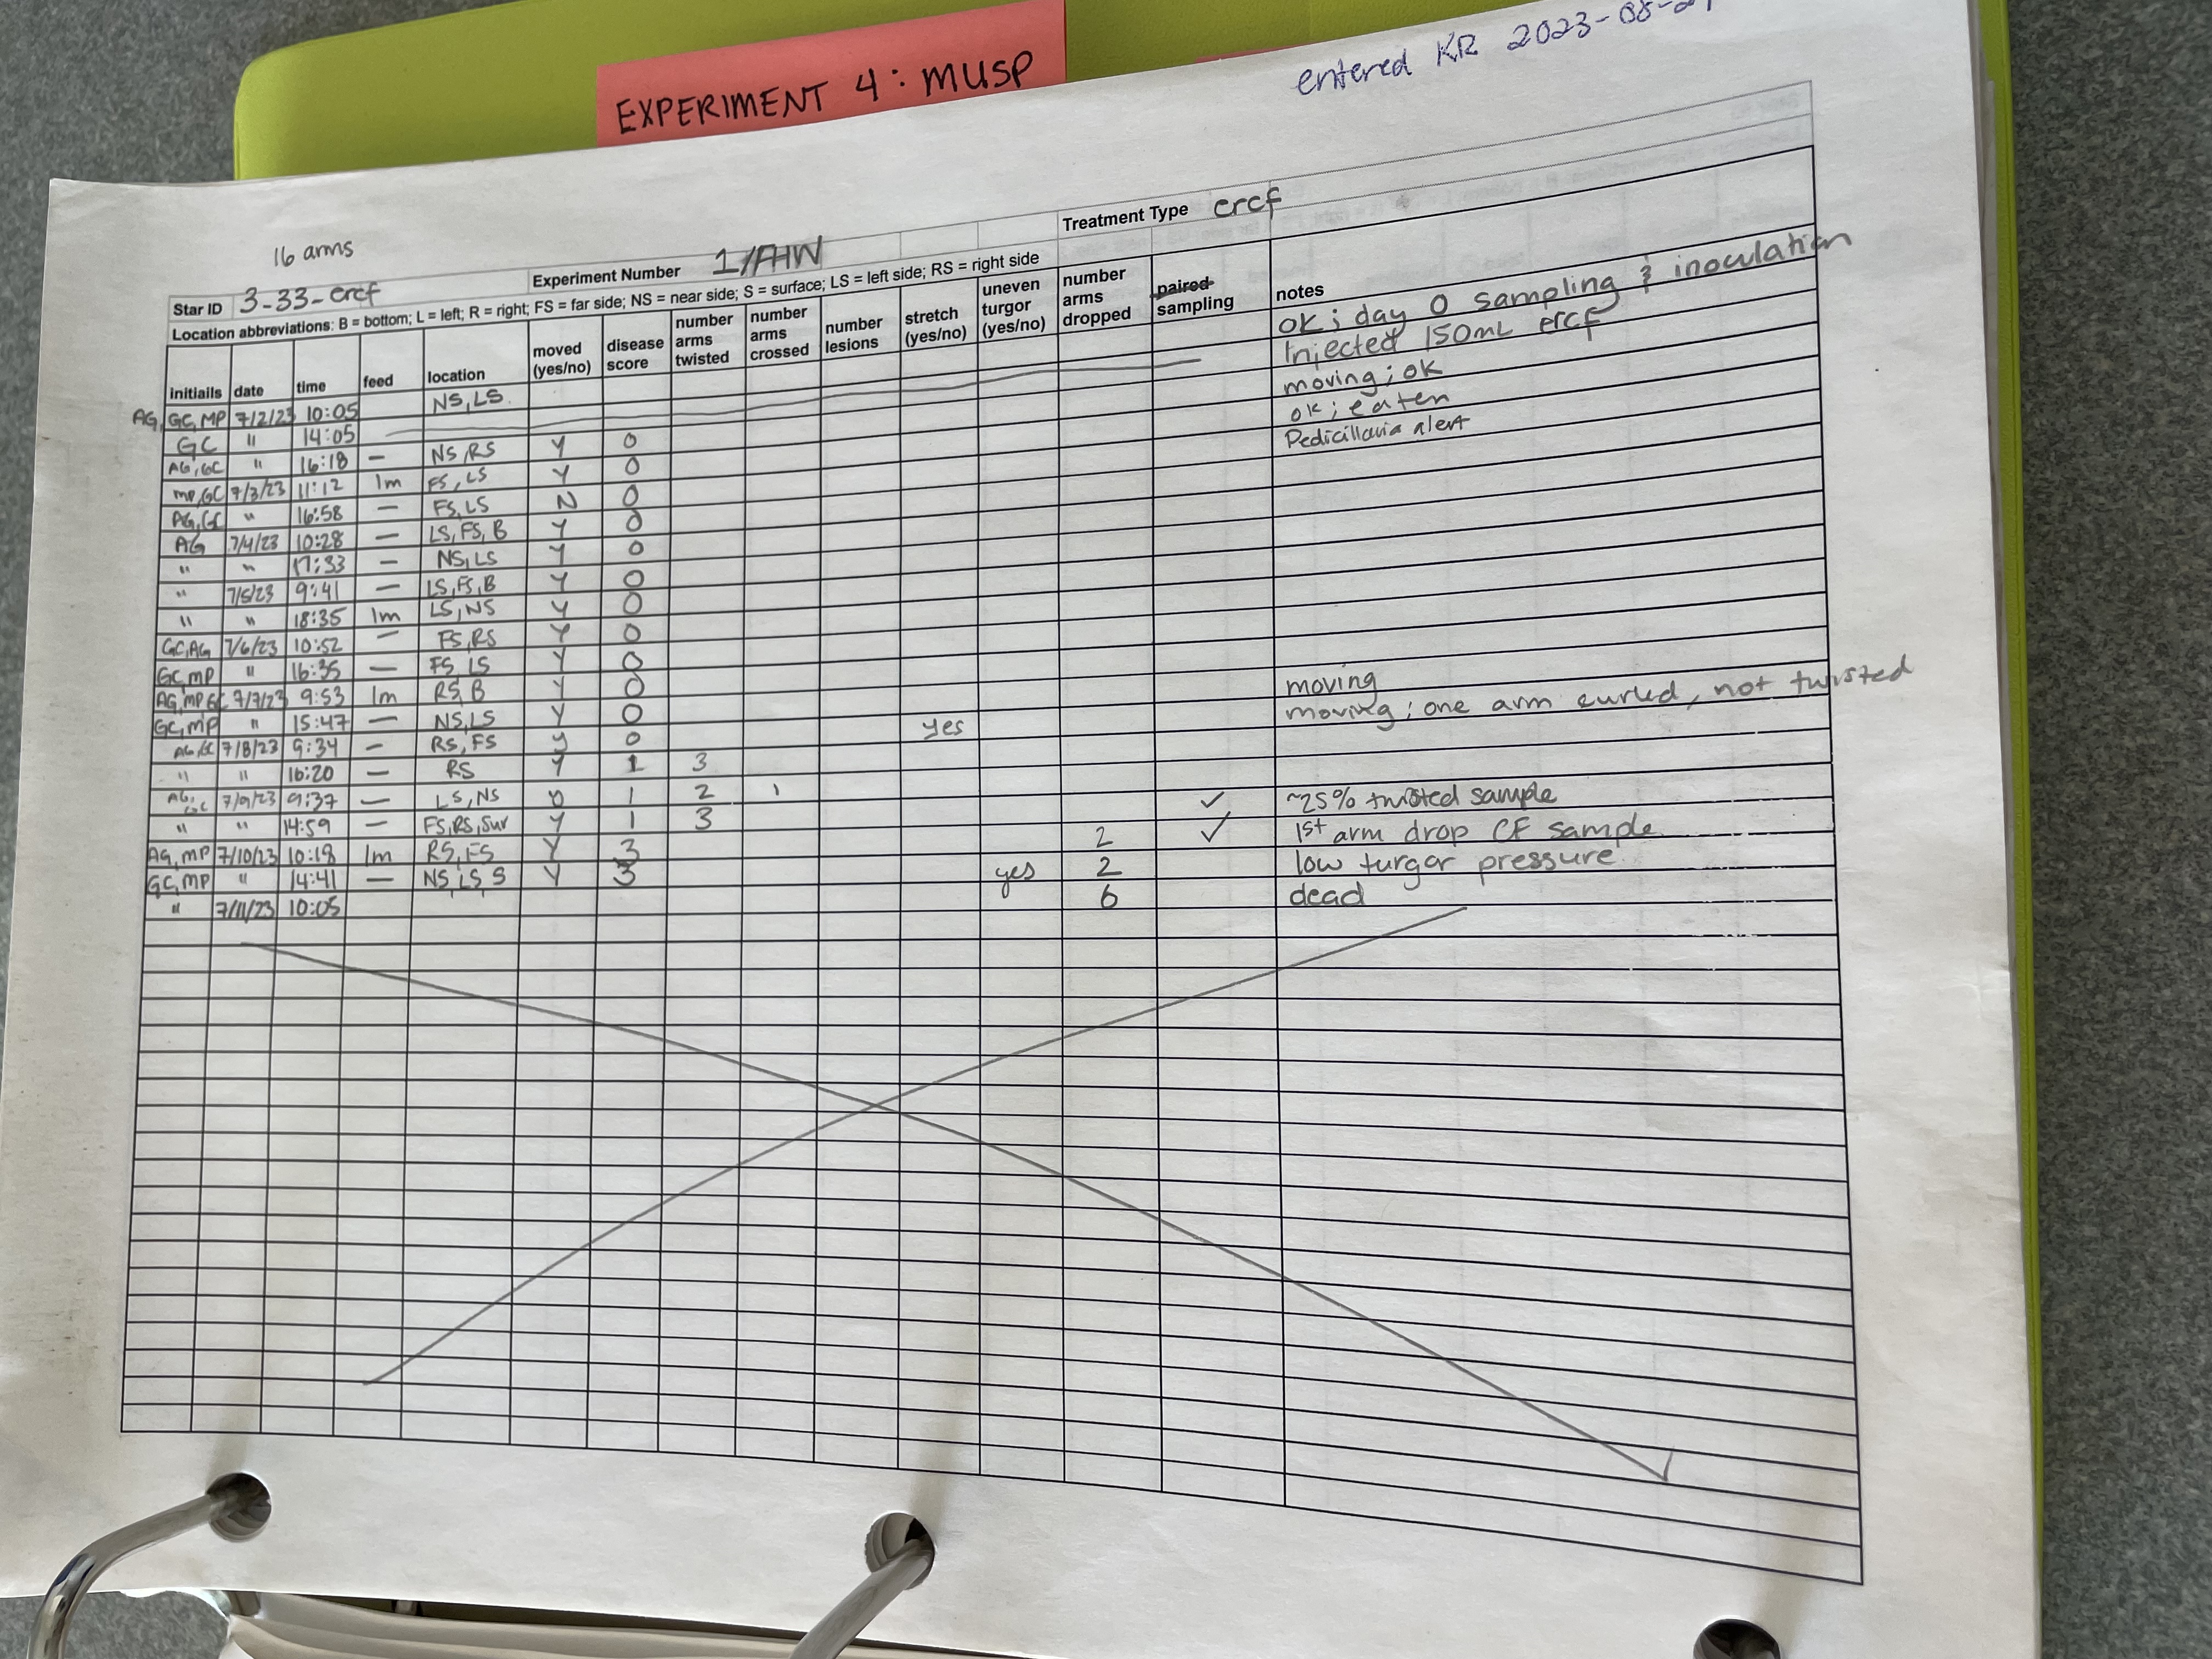 EXPERIMENT 4: MUSP
entered KR 2023-08-
16 arms
Star ID 3-33-crcf Experiment Number 1/FHW Treatment Type crcf
Location abbreviations: B = bottom; L = left; R = right; FS = far side; NS = near side; S = surface; LS = left side; RS = right side
initiails date time feed location moved (yes/no) disease score number arms twisted number arms crossed number lesions stretch (yes/no) uneven turgor (yes/no) number arms dropped paired sampling notes
AG, GC, MP 7/2/23 10:05 NS, LS ok; day 0 sampling & inoculation
GC " 14:05 Injected 150mL crcf
AG, GC " 16:18 — NS, RS Y 0 moving; ok
MP, GC 7/3/23 11:12 1m FS, LS Y 0 ok; eaten
AG, GC " 16:58 — FS, LS N 0 Pedicillaria alert
AG 7/4/23 10:28 — LS, FS, B Y 0
" " 17:33 — NS, LS Y 0
" 7/5/23 9:41 — LS, FS, B Y 0
" " 18:35 1m LS, NS Y 0
GC, AG 7/6/23 10:52 — FS, RS Y 0
GC, MP " 16:35 — FS, LS Y 0
AG, MP GC 7/7/23 9:53 1m RS, B Y 0 moving
GC, MP " 15:47 — NS, LS Y 0 yes moving; one arm curled, not twisted
AG, GC 7/8/23 9:34 — RS, FS Y 0
" " 16:20 — RS Y 1 3
AG, GC 7/9/23 9:37 — LS, NS 1 2 1 ✓ ~25% twisted sample
" " 14:59 — FS, RS, Sur Y 1 3
AG, MP 7/10/23 10:18 1m RS, FS Y 3 2 ✓ 1st arm drop CF sample
GC, MP " 14:41 — NS, LS, S Y 3 yes 2 low turgar pressure
" 7/11/23 10:05 6 dead